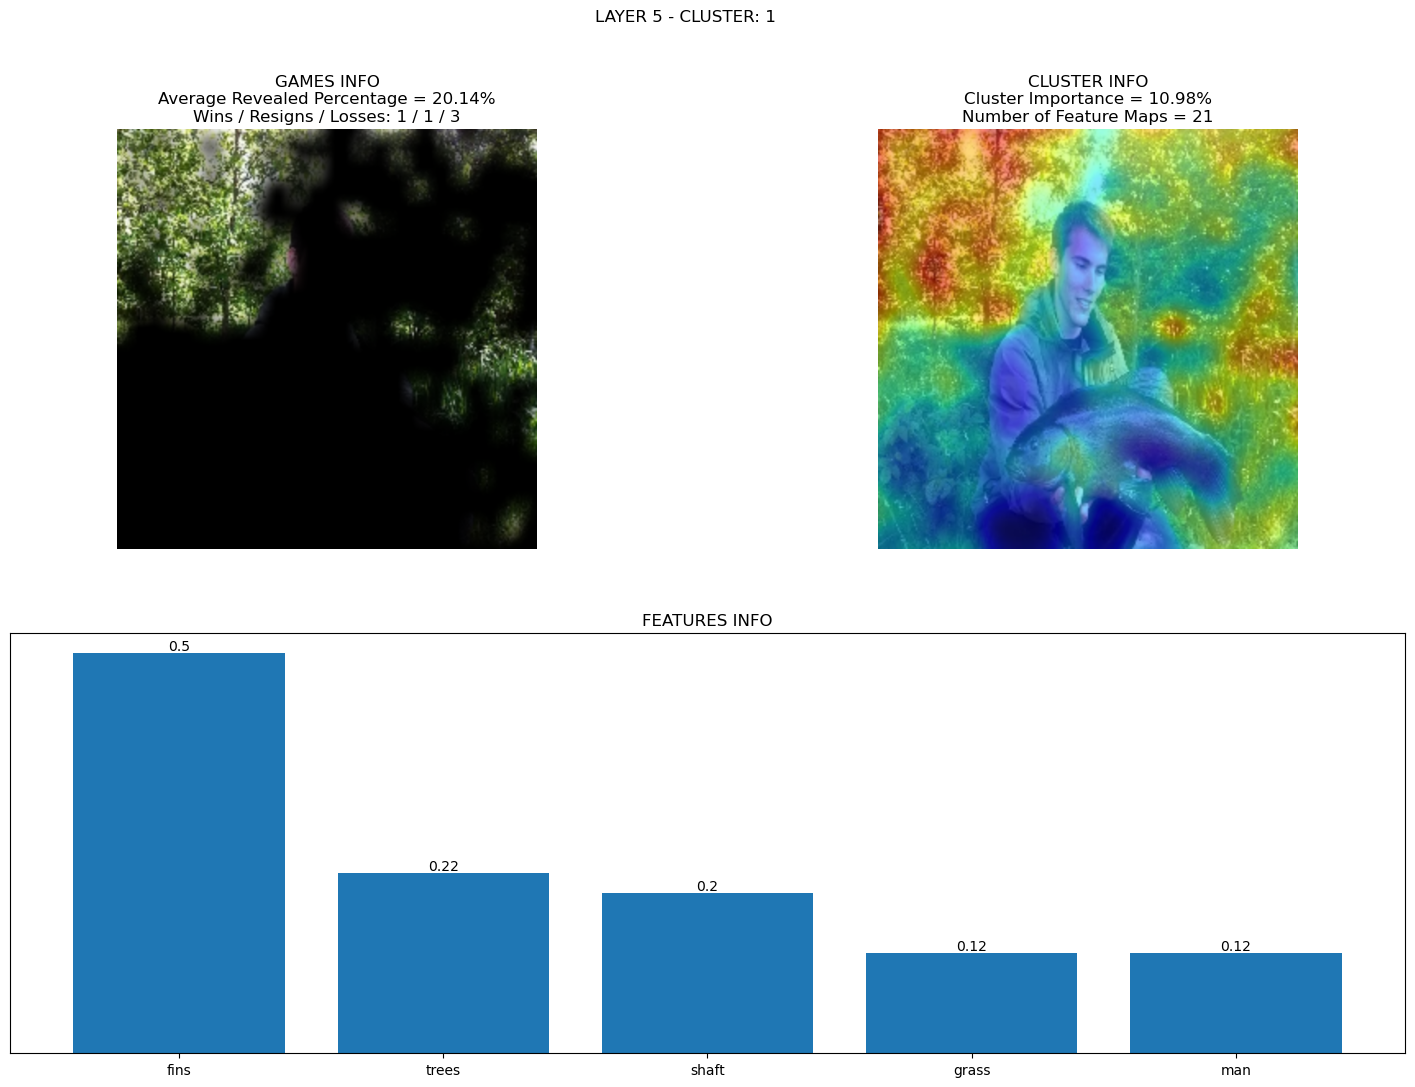 LAYER 5 - CLUSTER: 1
GAMES INFO
Average Revealed Percentage = 20.14%
Wins / Resigns / Losses: 1 / 1 / 3
CLUSTER INFO
Cluster Importance = 10.98%
Number of Feature Maps = 21
FEATURES INFO
0.5
0.22
0.2
0.12
0.12
fins
trees
shaft
grass
man